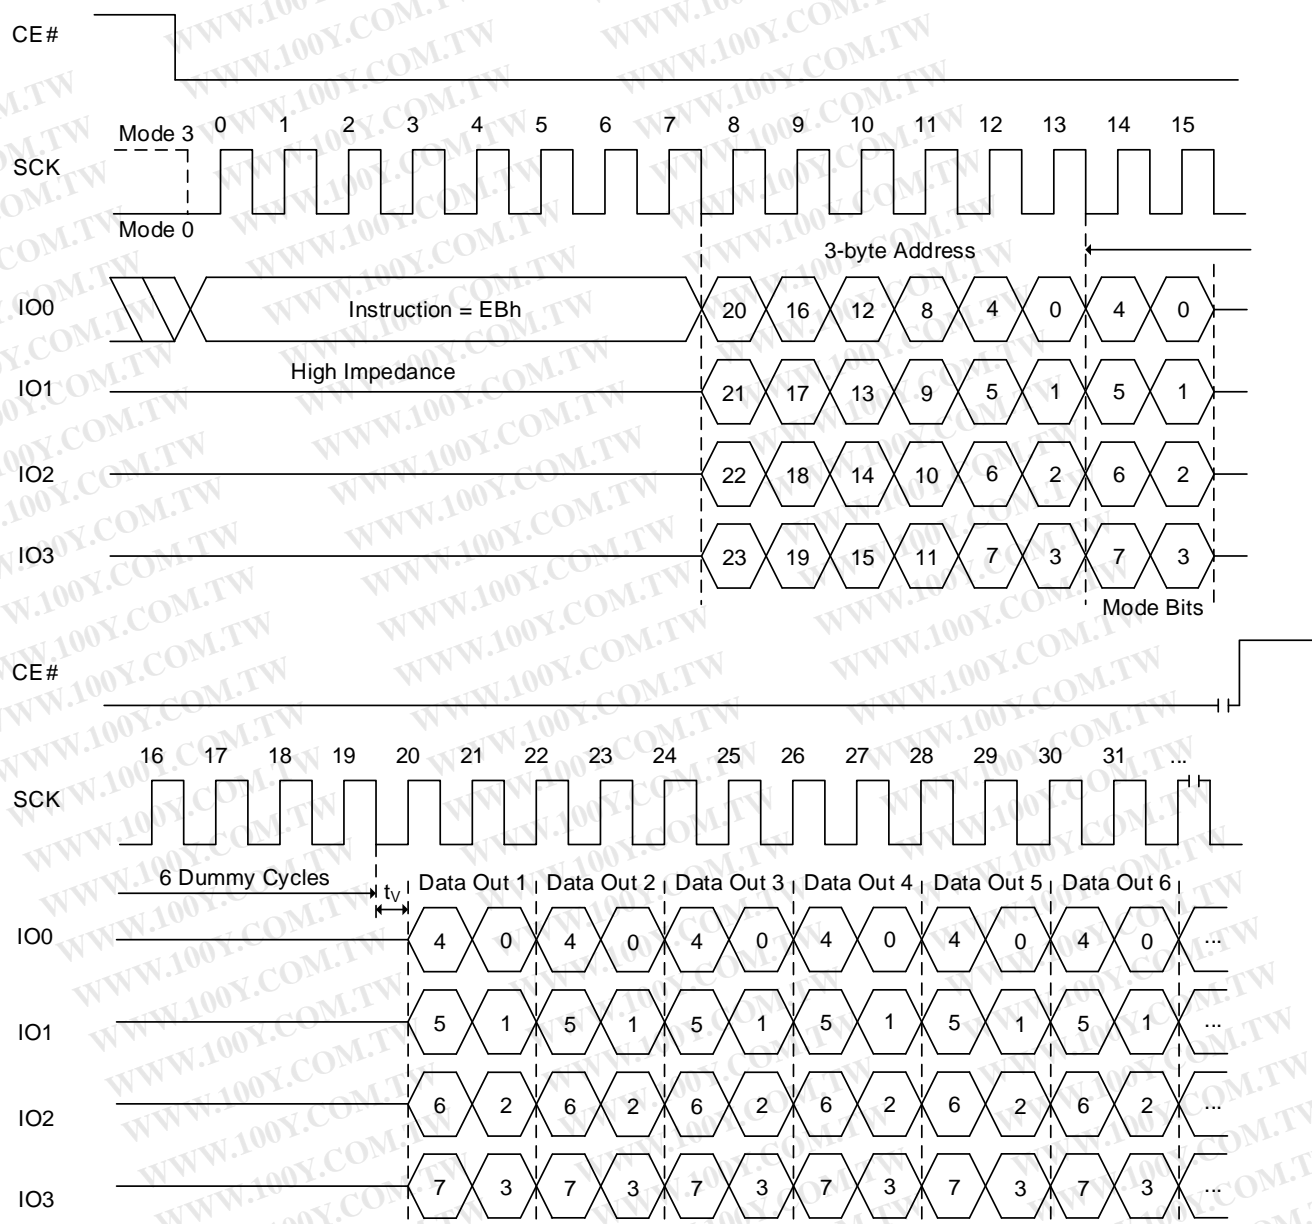 CE#
0 1 2 3 4 5 6 7 8 9 10 11 12 13 14 15
Mode 3
SCK
Mode 0
3-byte Address
IO0 Instruction = EBh 20 16 12 8 4 0 4 0
High Impedance
IO1 21 17 13 9 5 1 5 1
IO2 22 18 14 10 6 2 6 2
IO3 23 19 15 11 7 3 7 3
Mode Bits
CE#
16 17 18 19 20 21 22 23 24 25 26 27 28 29 30 31 ...
SCK
6 Dummy Cycles tV Data Out 1 Data Out 2 Data Out 3 Data Out 4 Data Out 5 Data Out 6
IO0 4 0 4 0 4 0 4 0 4 0 4 0 ...
IO1 5 1 5 1 5 1 5 1 5 1 5 1 ...
IO2 6 2 6 2 6 2 6 2 6 2 6 2 ...
IO3 7 3 7 3 7 3 7 3 7 3 7 3 ...
WWW.100Y.COM.TW